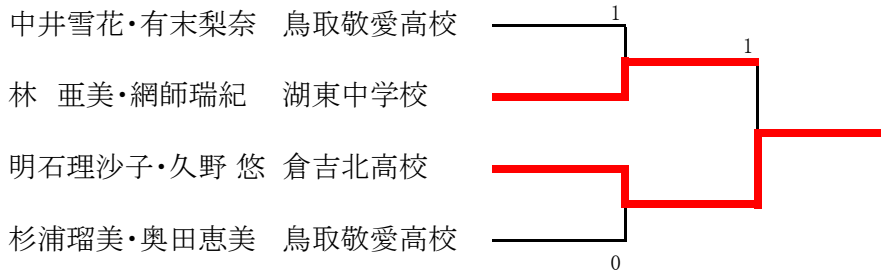 1
中井雪花・有末梨奈 鳥取敬愛高校
1
林 亜美・網師瑞紀 湖東中学校
明石理沙子・久野 悠 倉吉北高校
杉浦瑠美・奥田恵美 鳥取敬愛高校
0